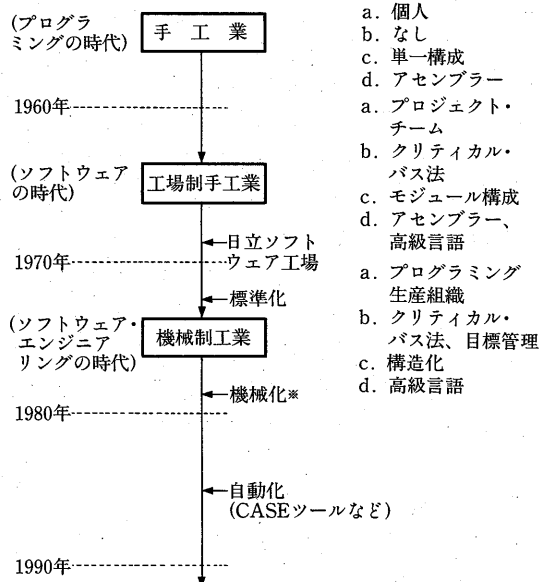 (プログラ
ミングの時代)
手工業
a. 個人
b. なし
c. 単一構成
d. アセンブラー
1960年
a. プロジェクト・
チーム
b. クリティカル・
バス法
c. モジュール構成
d. アセンブラー、
高級言語
(ソフトウェア
の時代)
工場制手工業
日立ソフト
ウェア工場
1970年
標準化
a. プログラミング
生産組織
b. クリティカル・
バス法、目標管理
c. 構造化
d. 高級言語
(ソフトウェア・
エンジニア
リングの時代)
機械制工業
機械化※
1980年
自動化
(CASEツールなど)
1990年